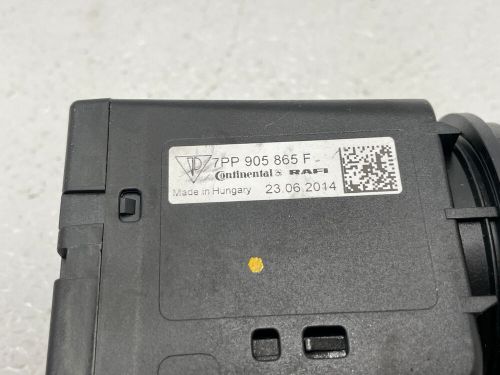 7PP 905 865 F
Continental RAFI
Made in Hungary 23.06.2014